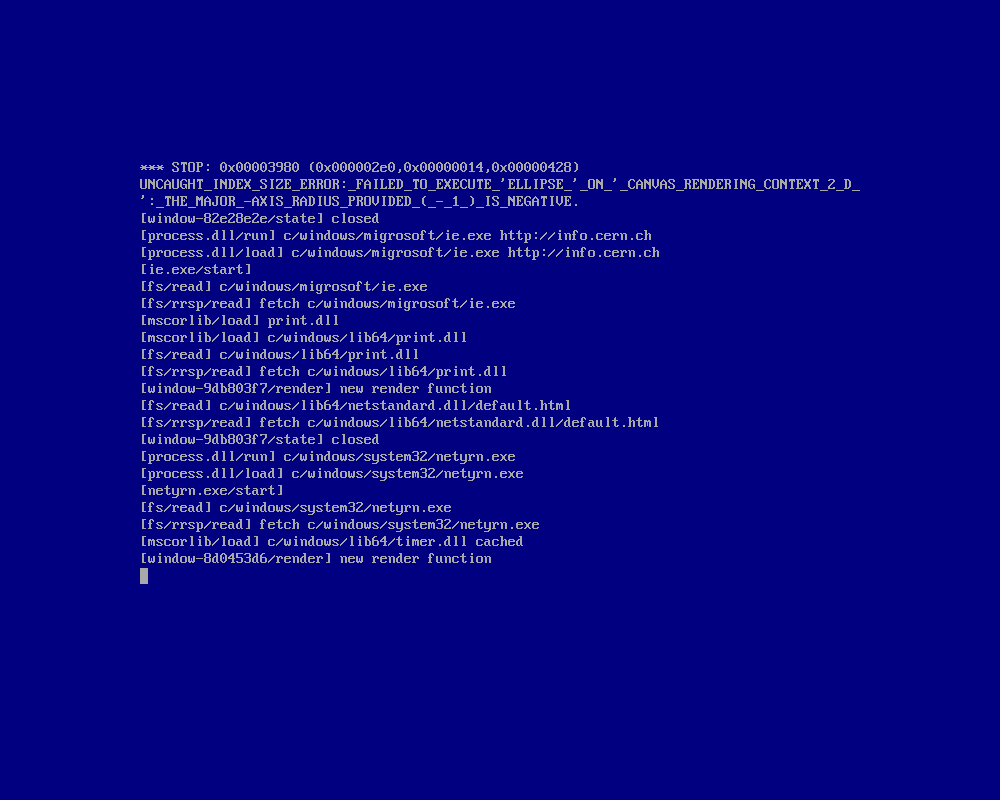 *** STOP: 0x00003980 (0x000002e0,0x00000014,0x00000428)
UNCAUGHT_INDEX_SIZE_ERROR:_FAILED_TO_EXECUTE_'ELLIPSE_'_ON_'_CANVAS_RENDERING_CONTEXT_2_D_
':_THE_MAJOR_-AXIS_RADIUS_PROVIDED_(_-_1_)_IS_NEGATIVE.
[window-82e28e2e/state] closed
[process.dll/run] c/windows/migrosoft/ie.exe http://info.cern.ch
[process.dll/load] c/windows/migrosoft/ie.exe http://info.cern.ch
[ie.exe/start]
[fs/read] c/windows/migrosoft/ie.exe
[fs/rrsp/read] fetch c/windows/migrosoft/ie.exe
[mscorlib/load] print.dll
[mscorlib/load] c/windows/lib64/print.dll
[fs/read] c/windows/lib64/print.dll
[fs/rrsp/read] fetch c/windows/lib64/print.dll
[window-9db803f7/render] new render function
[fs/read] c/windows/lib64/netstandard.dll/default.html
[fs/rrsp/read] fetch c/windows/lib64/netstandard.dll/default.html
[window-9db803f7/state] closed
[process.dll/run] c/windows/system32/netyrn.exe
[process.dll/load] c/windows/system32/netyrn.exe
[netyrn.exe/start]
[fs/read] c/windows/system32/netyrn.exe
[fs/rrsp/read] fetch c/windows/system32/netyrn.exe
[mscorlib/load] c/windows/lib64/timer.dll cached
[window-8d0453d6/render] new render function